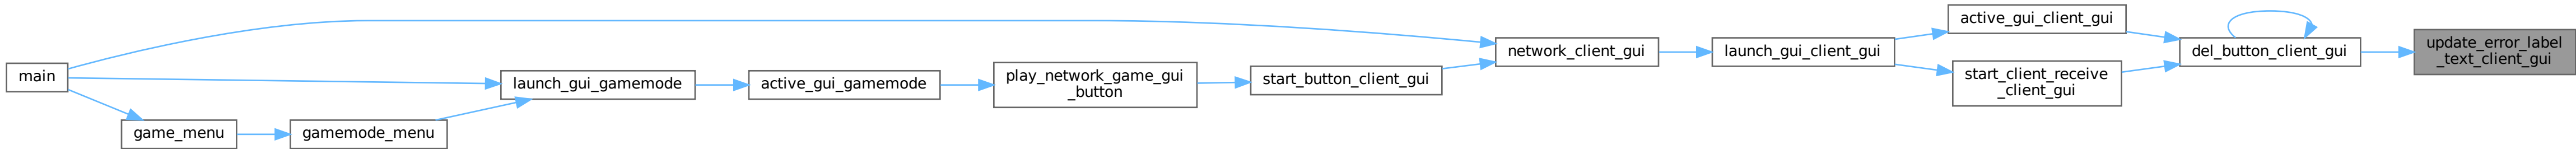 main
game_menu
gamemode_menu
launch_gui_gamemode
active_gui_gamemode
play_network_game_gui
_button
start_button_client_gui
network_client_gui
launch_gui_client_gui
active_gui_client_gui
start_client_receive
_client_gui
del_button_client_gui
update_error_label
_text_client_gui